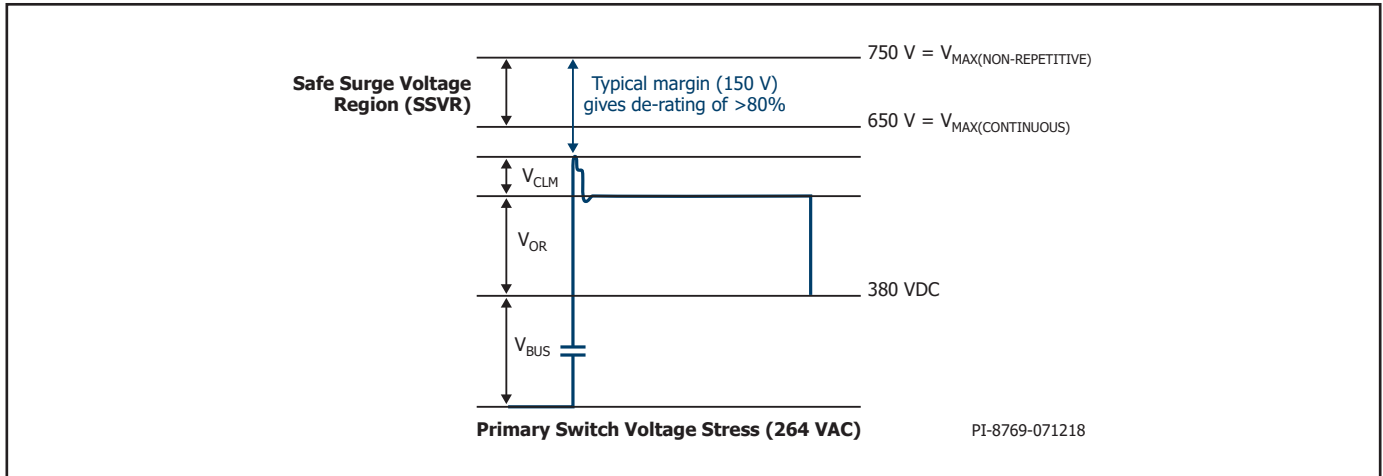 750 V = VMAX(NON-REPETITIVE)
Safe Surge Voltage
Region (SSVR)
Typical margin (150 V)
gives de-rating of >80%
650 V = VMAX(CONTINUOUS)
VCLM
VOR
380 VDC
VBUS
Primary Switch Voltage Stress (264 VAC)
PI-8769-071218